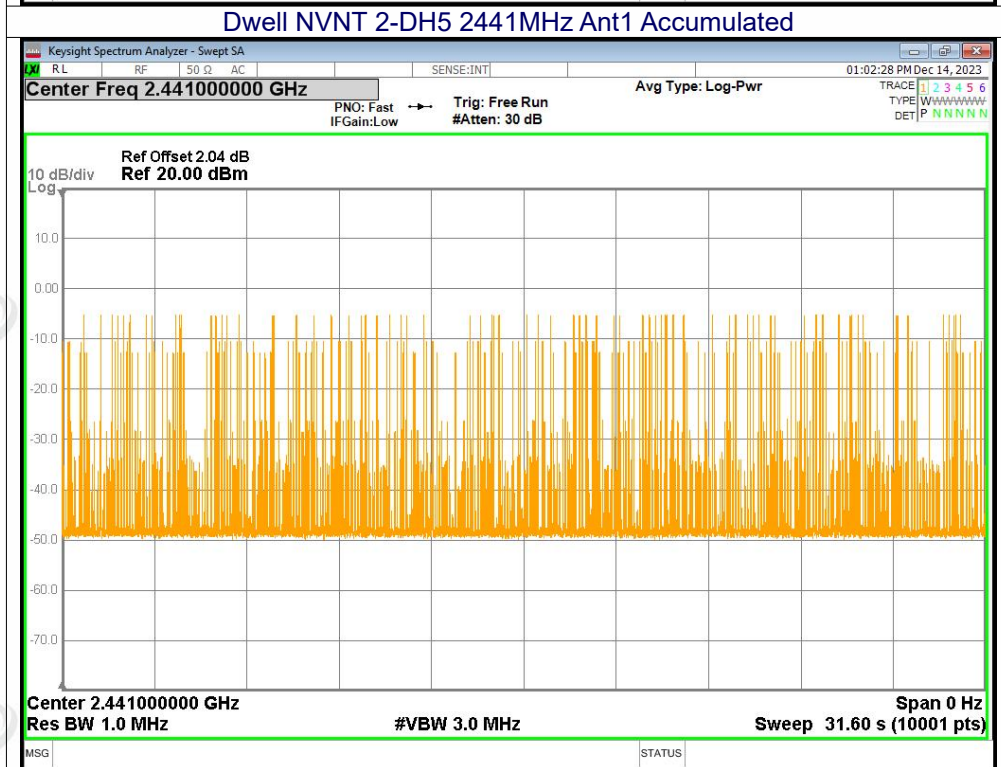 Dwell NVNT 2-DH5 2441MHz Ant1 Accumulated
Keysight Spectrum Analyzer - Swept SA
LXI RL RF 50 Ω AC SENSE:INT 01:02:28 PM Dec 14, 2023
Center Freq 2.441000000 GHz Avg Type: Log-Pwr TRACE 1 2 3 4 5 6
PNO: Fast Trig: Free Run TYPE WWWWWW
IFGain:Low #Atten: 30 dB DET P N N N N N
Ref Offset 2.04 dB
10 dB/div Ref 20.00 dBm
Log
10.0
0.00
-10.0
-20.0
-30.0
-40.0
-50.0
-60.0
-70.0
Center 2.441000000 GHz Span 0 Hz
Res BW 1.0 MHz #VBW 3.0 MHz Sweep 31.60 s (10001 pts)
MSG STATUS